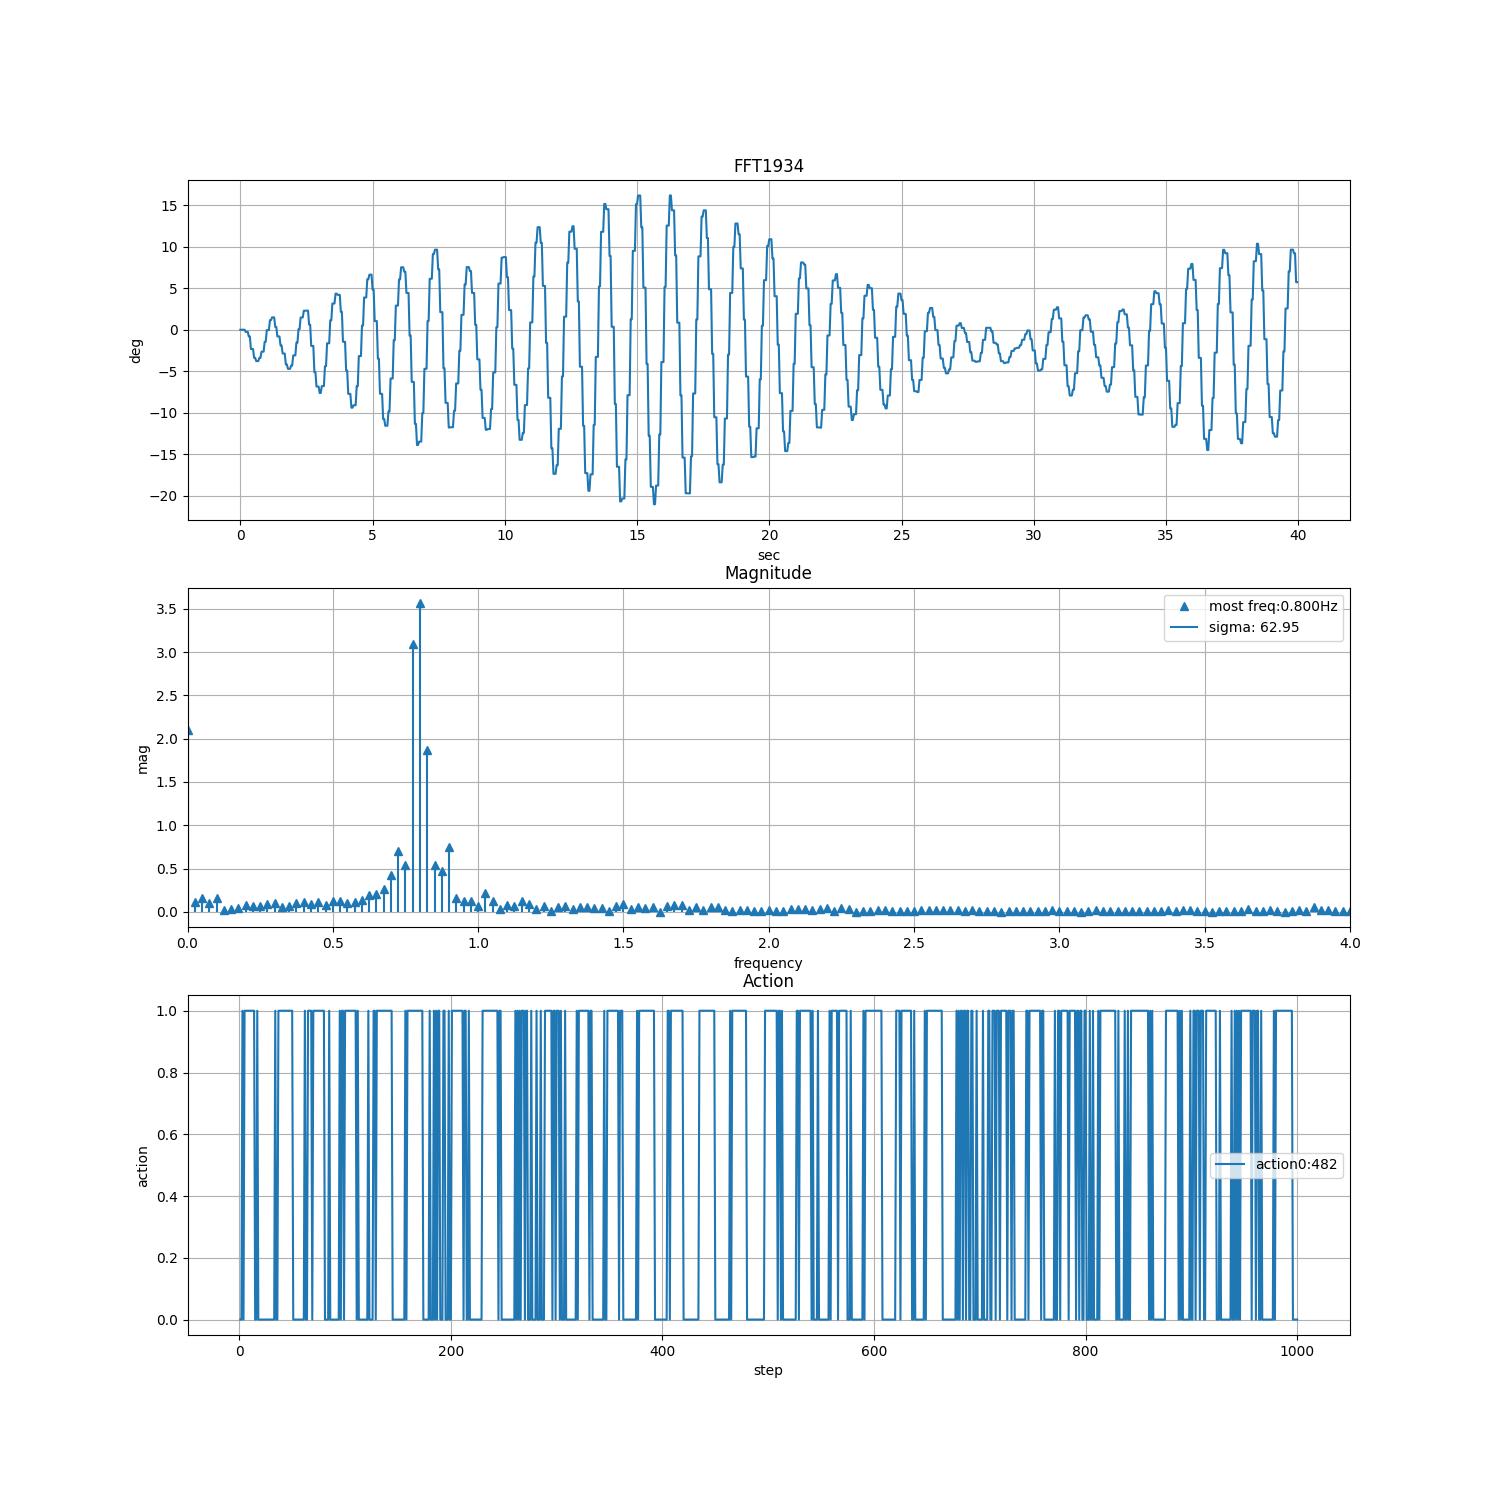 FFT1934
15
10
5
0
−5
−10
−15
−20
deg
0 5 10 15 20 25 30 35 40
sec
Magnitude
most freq:0.800Hz
sigma: 62.95
3.5
3.0
2.5
2.0
1.5
1.0
0.5
0.0
mag
0.0 0.5 1.0 1.5 2.0 2.5 3.0 3.5 4.0
frequency
Action
1.0
0.8
0.6
0.4
0.2
0.0
action
action0:482
0 200 400 600 800 1000
step